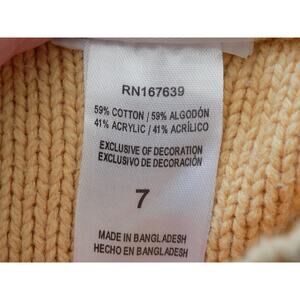 RN167639
59% COTTON / 59% ALGODÓN
41% ACRYLIC / 41% ACRÍLICO
EXCLUSIVE OF DECORATION
EXCLUSIVO DE DECORACIÓN
7
MADE IN BANGLADESH
HECHO EN BANGLADESH